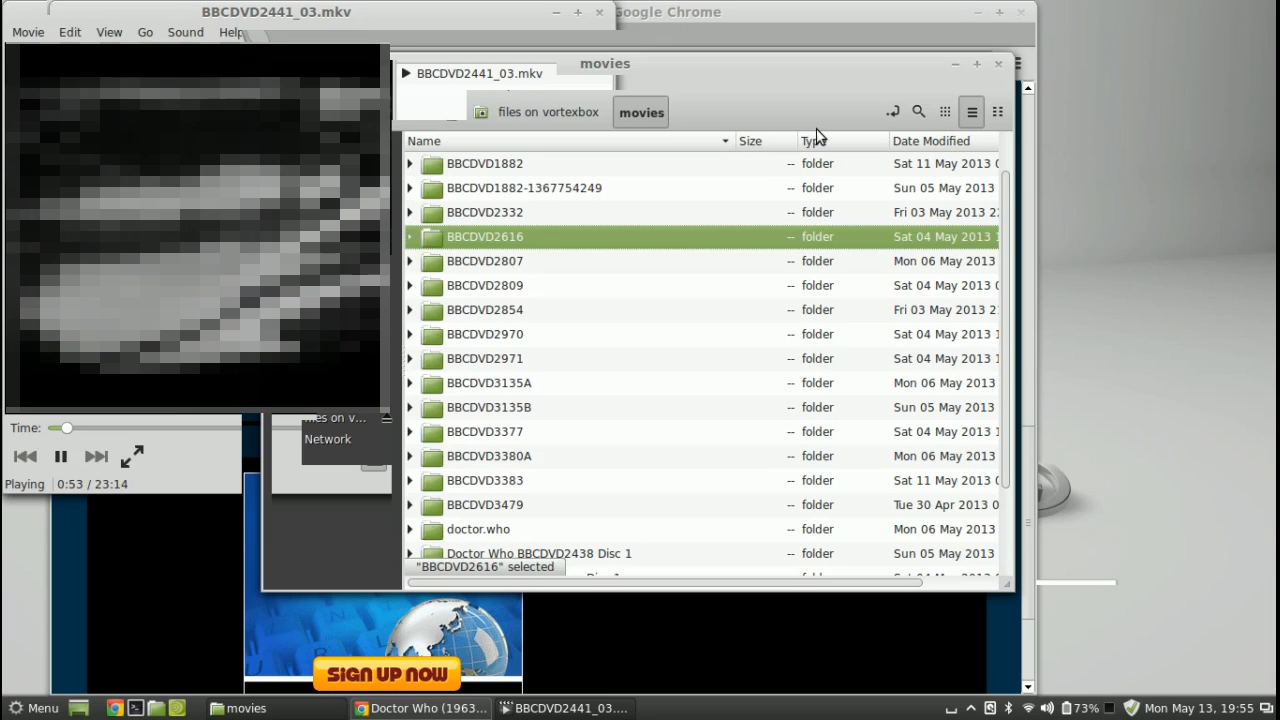 BBCDVD2441_03.mkv
Google Chrome
Movie Edit View Go Sound Help
movies
BBCDVD2441_03.mkv
files on vortexbox movies
Name Size Type Date Modified
BBCDVD1882 -- folder Sat 11 May 2013
BBCDVD1882-1367754249 -- folder Sun 05 May 2013
BBCDVD2332 -- folder Fri 03 May 2013
BBCDVD2616 -- folder Sat 04 May 2013
BBCDVD2807 -- folder Mon 06 May 2013
BBCDVD2809 -- folder Sat 04 May 2013
BBCDVD2854 -- folder Fri 03 May 2013
BBCDVD2970 -- folder Sat 04 May 2013
BBCDVD2971 -- folder Sat 04 May 2013
BBCDVD3135A -- folder Mon 06 May 2013
BBCDVD3135B -- folder Sun 05 May 2013
BBCDVD3377 -- folder Sat 04 May 2013
BBCDVD3380A -- folder Mon 06 May 2013
BBCDVD3383 -- folder Sat 11 May 2013
BBCDVD3479 -- folder Tue 30 Apr 2013
doctor.who -- folder Mon 06 May 2013
Doctor Who BBCDVD2438 Disc 1 -- folder Sun 05 May 2013
"BBCDVD2616" selected
files on v...
Network
Time:
Playing 0:53 / 23:14
SIGN UP NOW
Menu movies Doctor Who (1963... BBCDVD2441_03.... 73% Mon May 13, 19:55